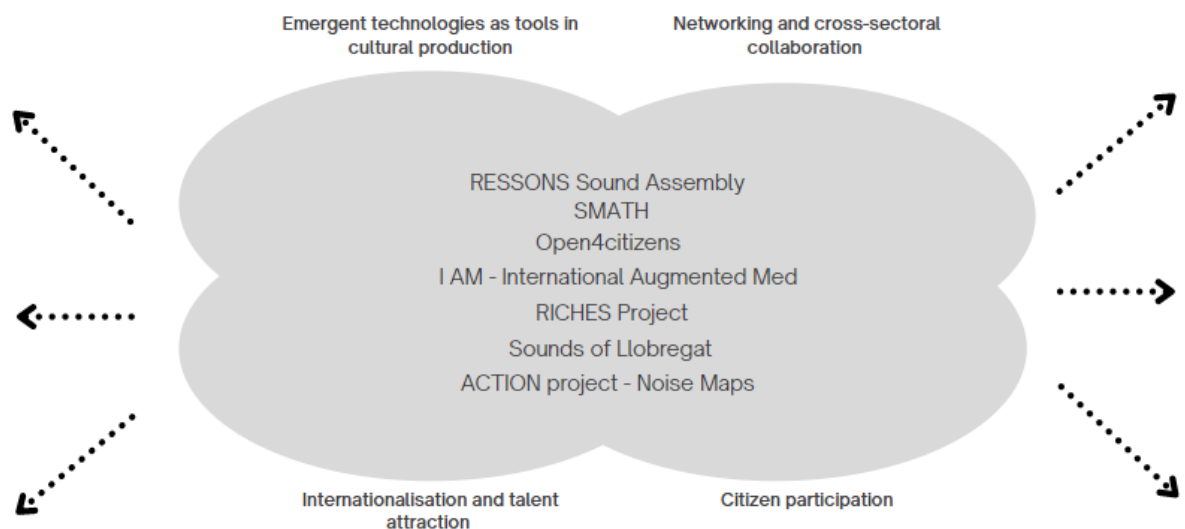 Emergent technologies as tools in
cultural production
Networking and cross-sectoral
collaboration
RESSONS Sound Assembly
SMATH
Open4citizens
I AM - International Augmented Med
RICHES Project
Sounds of Llobregat
ACTION project - Noise Maps
Internationalisation and talent
attraction
Citizen participation